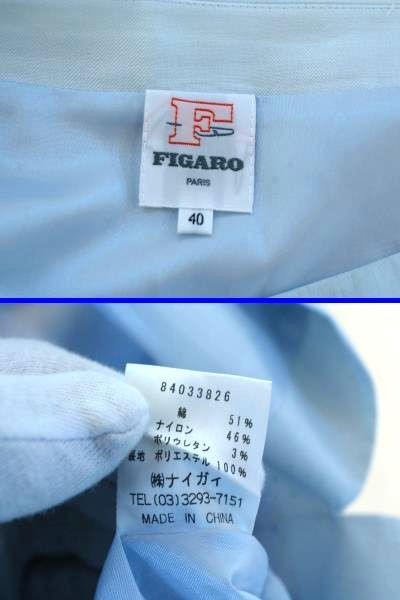 F
FIGARO
PARIS
40
84033826
綿 51%
ナイロン 46%
ポリウレタン 3%
裏地 ポリエステル 100%
㈱ナイガイ
TEL(03)3293-7151
MADE IN CHINA